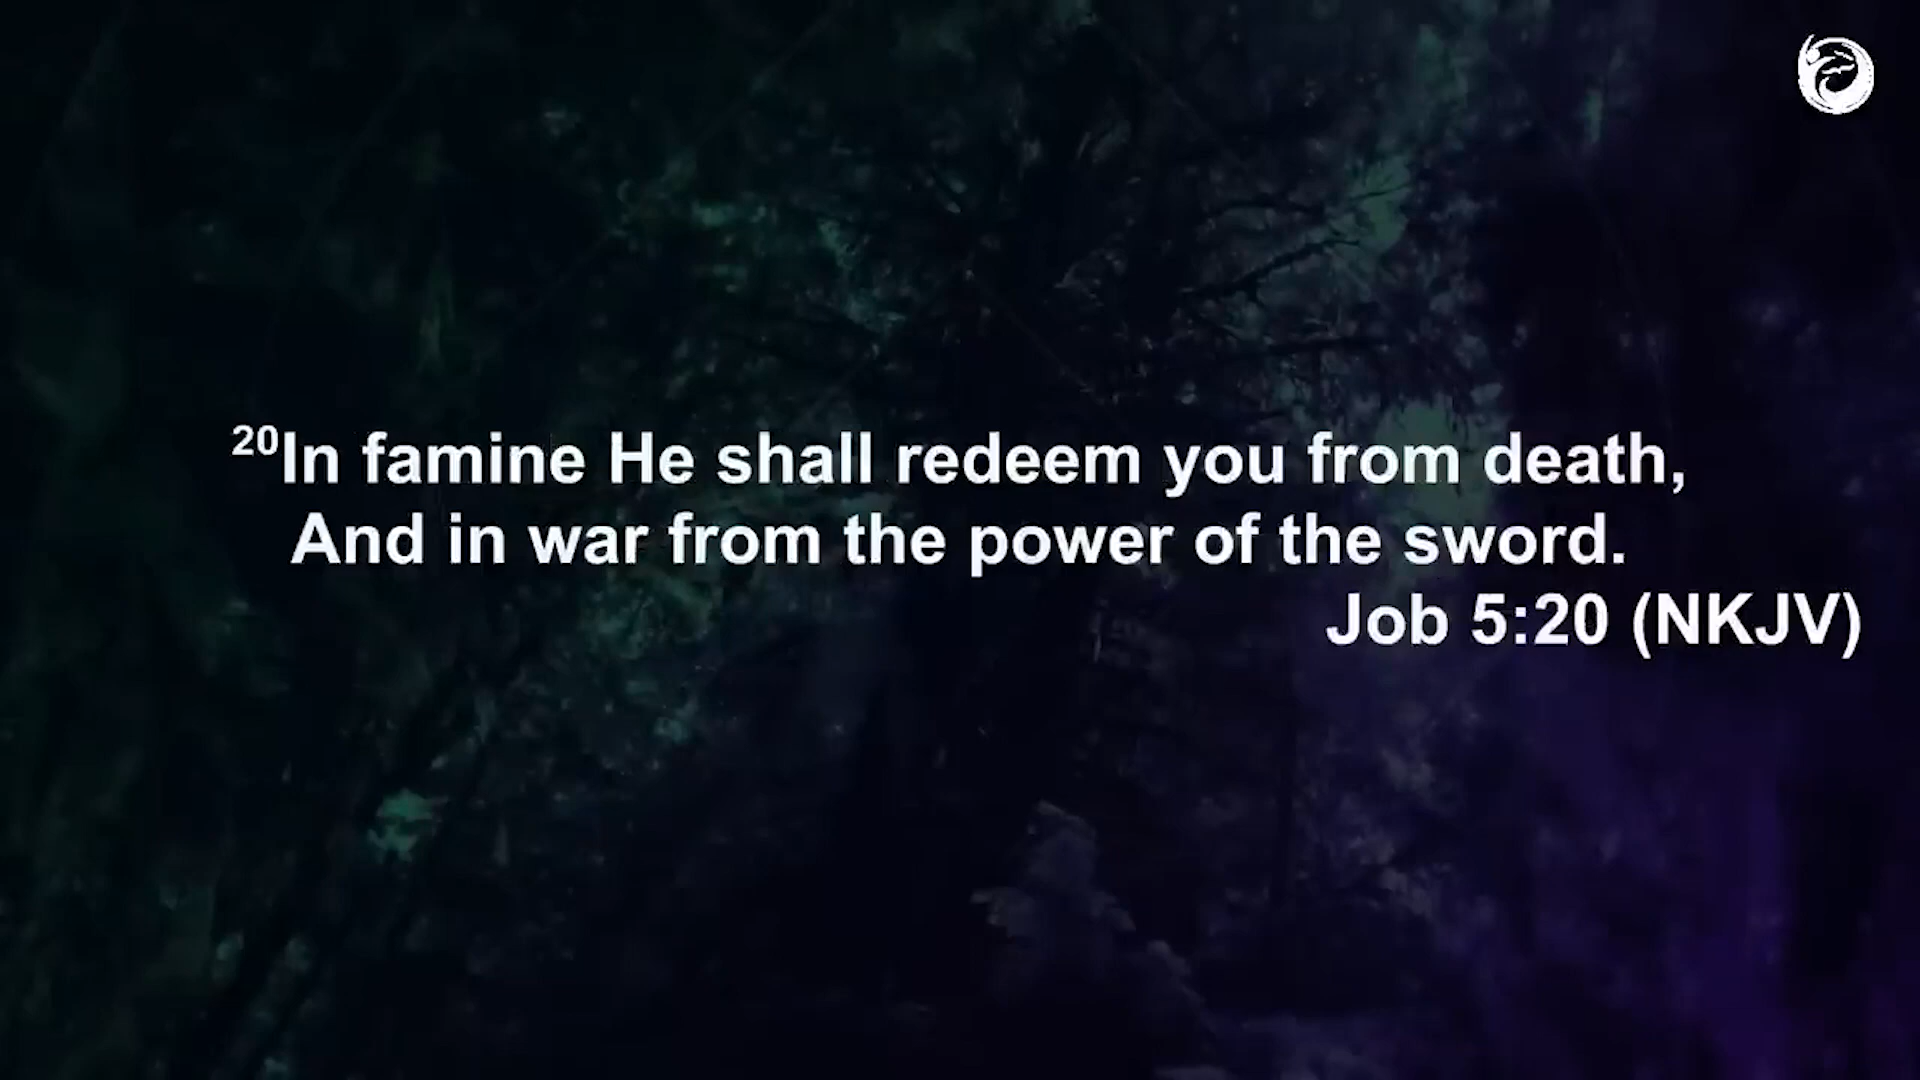 20In famine He shall redeem you from death,
And in war from the power of the sword.
Job 5:20 (NKJV)